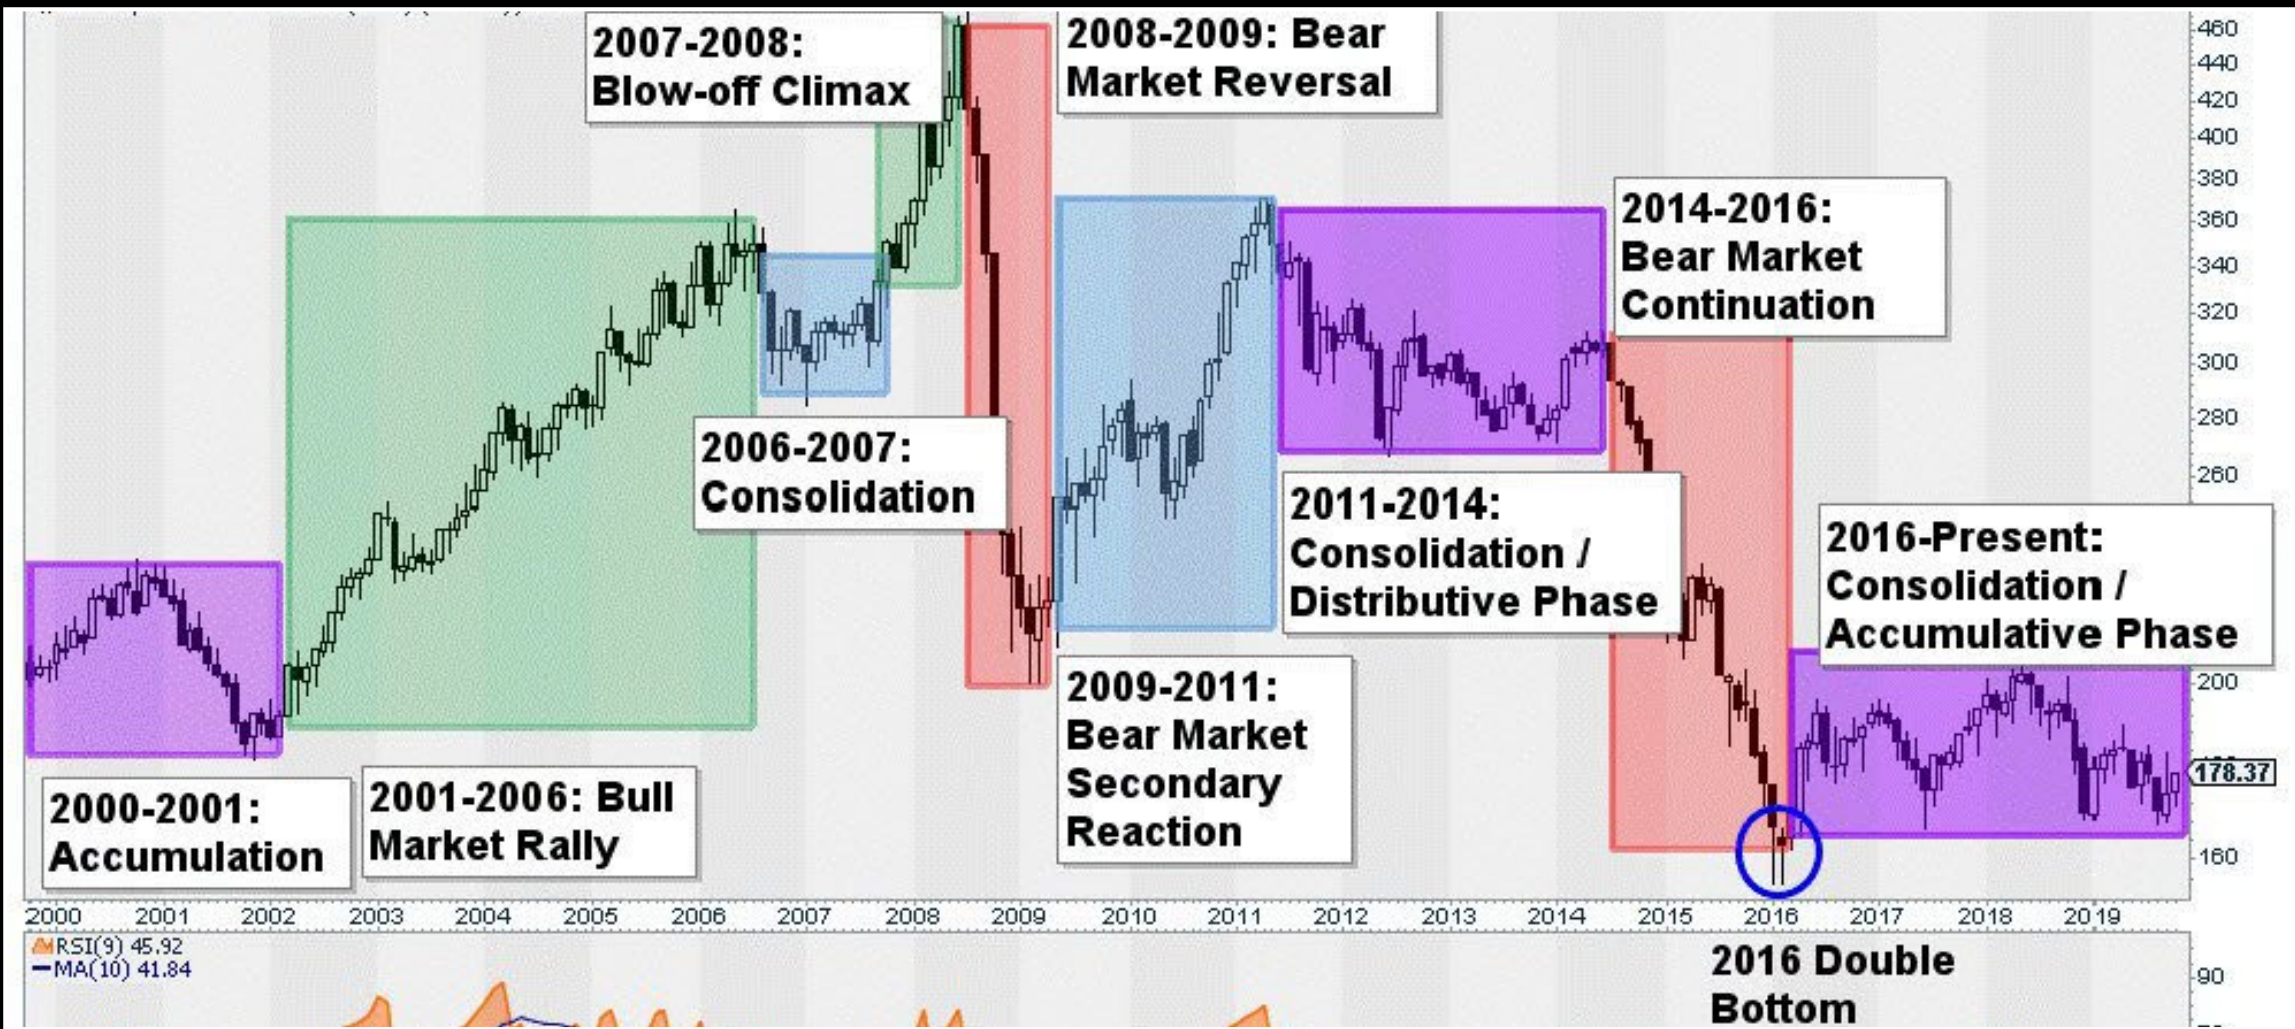 2007-2008:
Blow-off Climax
2008-2009: Bear
Market Reversal
2014-2016:
Bear Market
Continuation
2006-2007:
Consolidation
2011-2014:
Consolidation /
Distributive Phase
2016-Present:
Consolidation /
Accumulative Phase
2009-2011:
Bear Market
Secondary
Reaction
2000-2001:
Accumulation
2001-2006: Bull
Market Rally
460
440
420
400
380
360
340
320
300
280
260
200
178.37
160
2000 2001 2002 2003 2004 2005 2006 2007 2008 2009 2010 2011 2012 2013 2014 2015 2016 2017 2018 2019
RSI(9) 45.92
MA(10) 41.84
2016 Double
Bottom
90